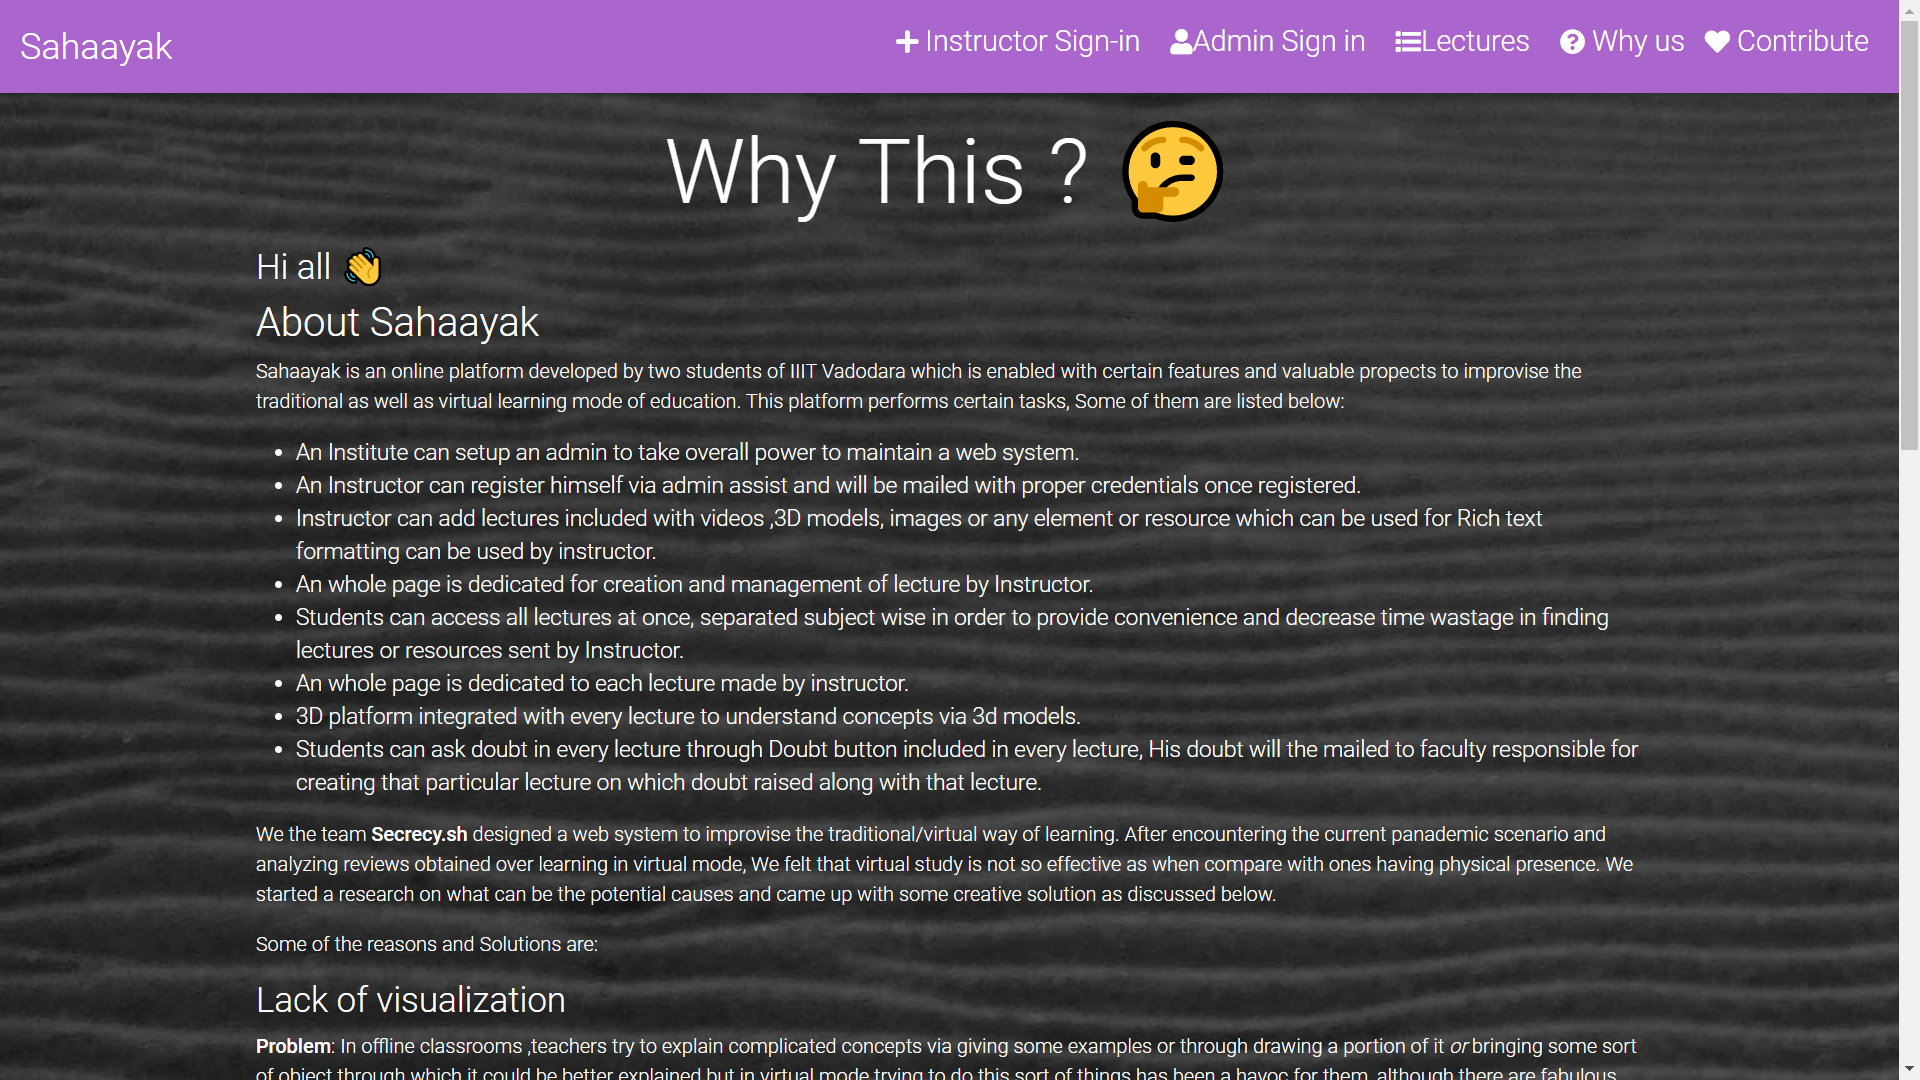 Sahaayak
Instructor Sign-in
Admin Sign in
Lectures
Why us
Contribute
Why This ?
Hi all
About Sahaayak
Sahaayak is an online platform developed by two students of IIIT Vadodara which is enabled with certain features and valuable propects to improvise the
traditional as well as virtual learning mode of education. This platform performs certain tasks, Some of them are listed below:
An Institute can setup an admin to take overall power to maintain a web system.
An Instructor can register himself via admin assist and will be mailed with proper credentials once registered.
Instructor can add lectures included with videos ,3D models, images or any element or resource which can be used for Rich text
formatting can be used by instructor.
An whole page is dedicated for creation and management of lecture by Instructor.
Students can access all lectures at once, separated subject wise in order to provide convenience and decrease time wastage in finding
lectures or resources sent by Instructor.
An whole page is dedicated to each lecture made by instructor.
3D platform integrated with every lecture to understand concepts via 3d models.
Students can ask doubt in every lecture through Doubt button included in every lecture, His doubt will the mailed to faculty responsible for
creating that particular lecture on which doubt raised along with that lecture.
We the team Secrecy.sh designed a web system to improvise the traditional/virtual way of learning. After encountering the current panademic scenario and
analyzing reviews obtained over learning in virtual mode, We felt that virtual study is not so effective as when compare with ones having physical presence. We
started a research on what can be the potential causes and came up with some creative solution as discussed below.
Some of the reasons and Solutions are:
Lack of visualization
Problem: In offline classrooms ,teachers try to explain complicated concepts via giving some examples or through drawing a portion of it or bringing some sort
of object through which it could be better explained but in virtual mode trying to do this sort of things has been a havoc for them, although there are fabulous